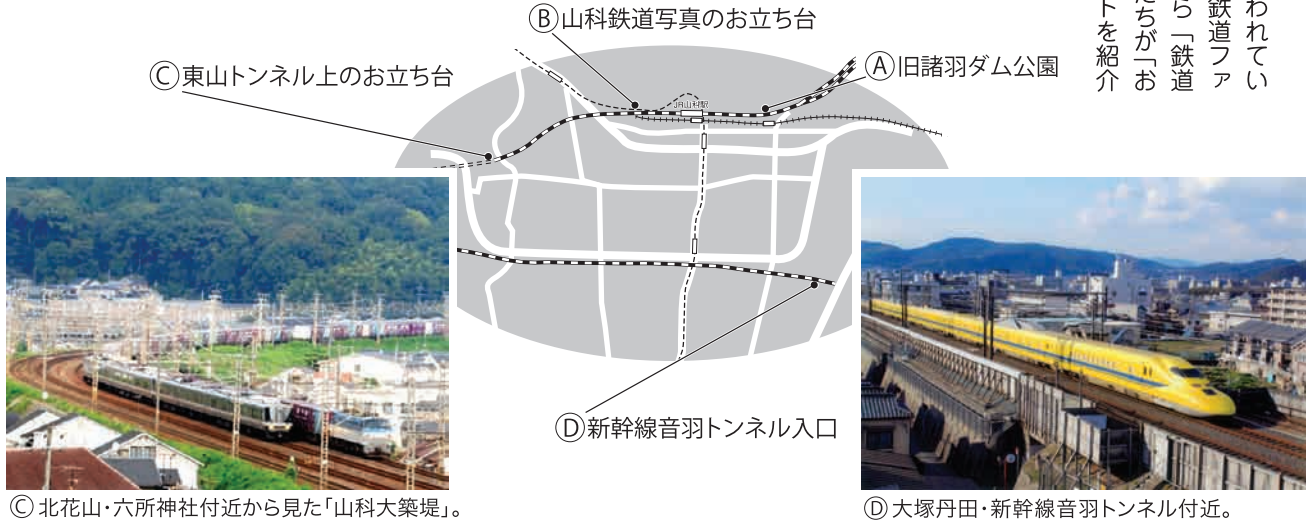 われてい
鉄道ファ
ら「鉄道
ちが「お
トを紹介
Ⓑ山科鉄道写真のお立ち台
Ⓐ旧諸羽ダム公園
Ⓒ東山トンネル上のお立ち台
JR山科駅
Ⓓ新幹線音羽トンネル入口
Ⓒ北花山・六所神社付近から見た「山科大築堤」。
Ⓓ大塚丹田・新幹線音羽トンネル付近。